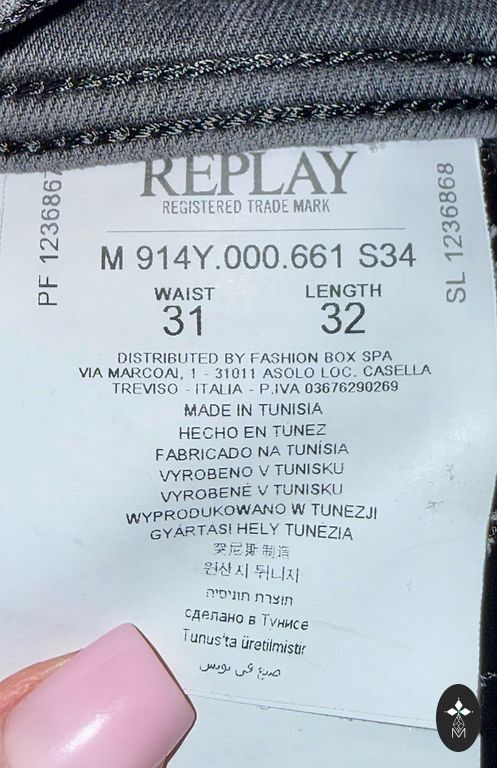 REPLAY
REGISTERED TRADE MARK
PF 1236867
SL 1236868
M 914Y.000.661 S34
WAIST LENGTH
31 32
DISTRIBUTED BY FASHION BOX SPA
VIA MARCOAI, 1 - 31011 ASOLO LOC. CASELLA
TREVISO - ITALIA - P.IVA 03676290269
MADE IN TUNISIA
HECHO EN TÚNEZ
FABRICADO NA TUNÍSIA
VYROBENO V TUNISKU
VYROBENÉ V TUNISKU
WYPRODUKOWANO W TUNEZJI
GYÁRTASI HELY TUNÉZIA
突尼斯制造
원산지 튀니지
תוצרת תוניסיה
сделано в Тунисе
Tunus'ta üretilmistir
صنع في تونس
M